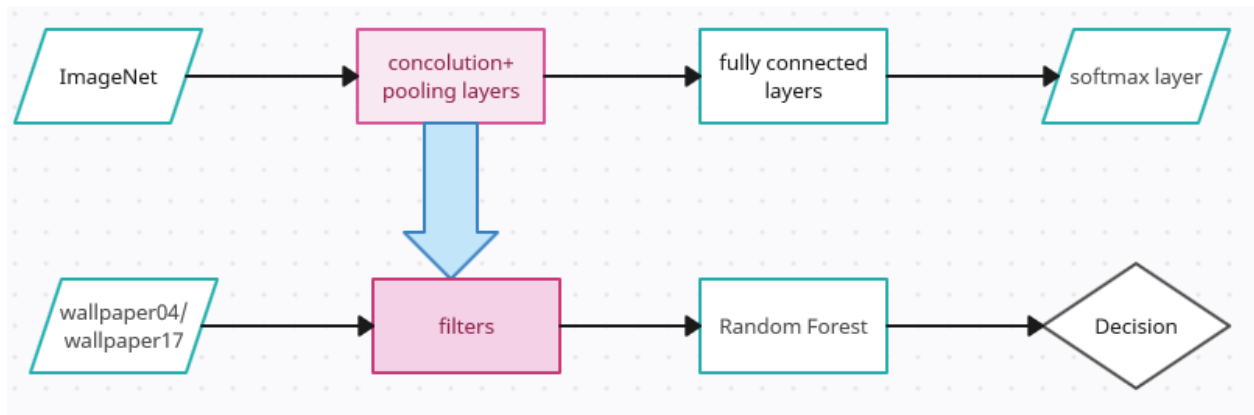 ImageNet
concolution+
pooling layers
fully connected
layers
softmax layer
wallpaper04/
wallpaper17
filters
Random Forest
Decision